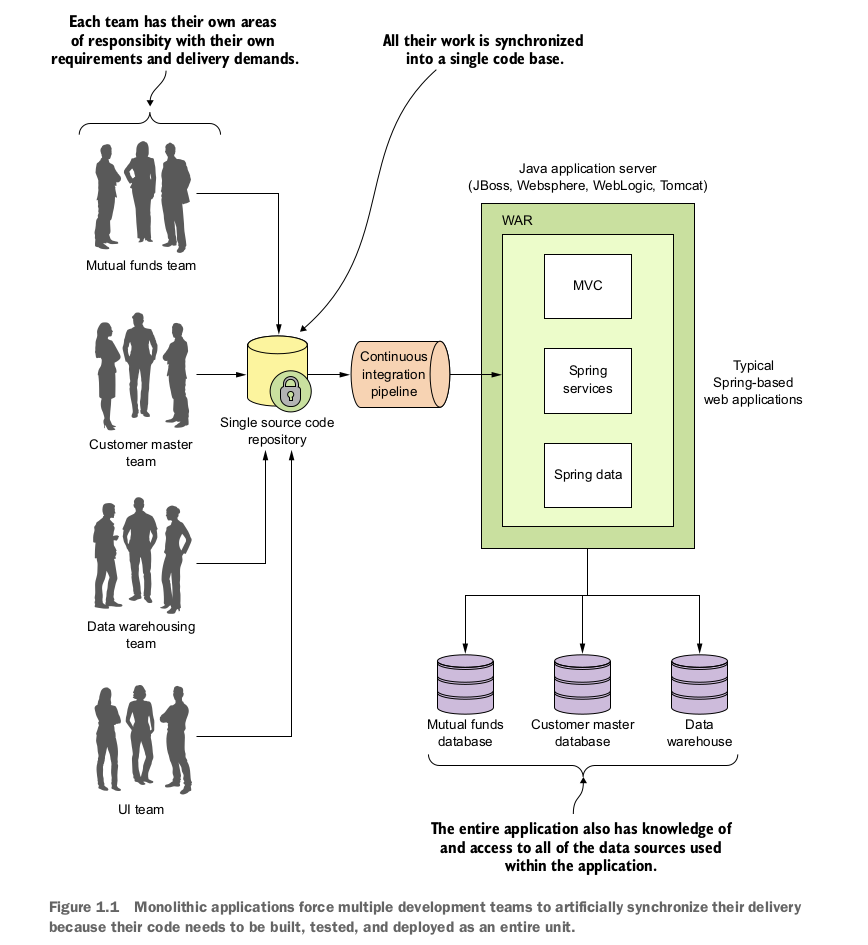 Each team has their own areas
of responsibity with their own
requirements and delivery demands.
All their work is synchronized
into a single code base.
Mutual funds team
Customer master
team
Data warehousing
team
UI team
Single source code
repository
Continuous
integration
pipeline
Java application server
(JBoss, Websphere, WebLogic, Tomcat)
WAR
MVC
Spring
services
Spring data
Typical
Spring-based
web applications
Mutual funds
database
Customer master
database
Data
warehouse
The entire application also has knowledge of
and access to all of the data sources used
within the application.
Figure 1.1 Monolithic applications force multiple development teams to artificially synchronize their delivery
because their code needs to be built, tested, and deployed as an entire unit.